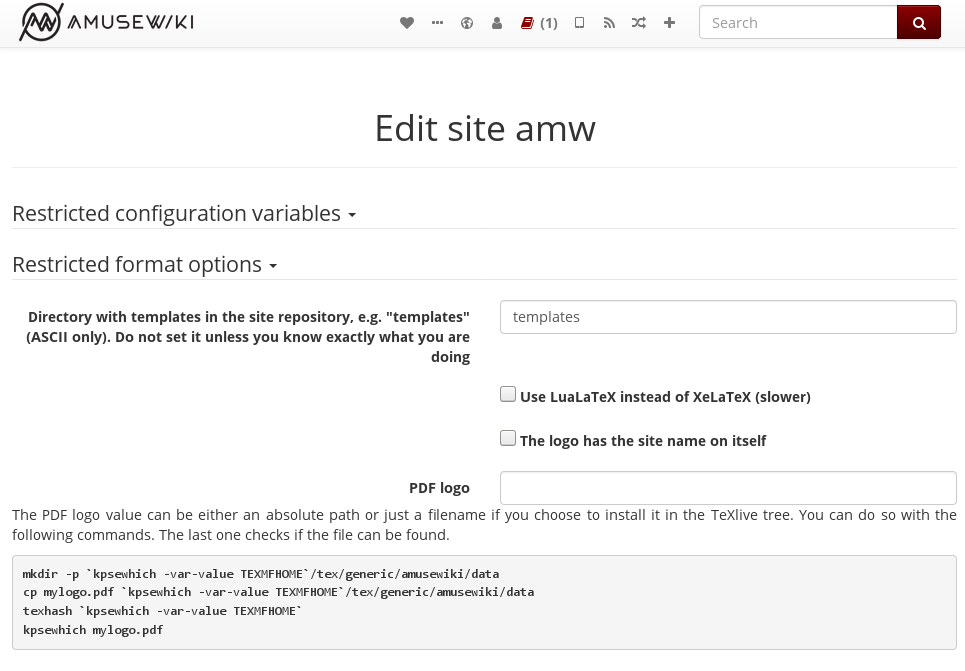 AMUSEWIKI
(1)
Search
Edit site amw
Restricted configuration variables
Restricted format options
Directory with templates in the site repository, e.g. "templates"
(ASCII only). Do not set it unless you know exactly what you are
doing
templates
Use LuaLaTeX instead of XeLaTeX (slower)
The logo has the site name on itself
PDF logo
The PDF logo value can be either an absolute path or just a filename if you choose to install it in the TeXlive tree. You can do so with the
following commands. The last one checks if the file can be found.
mkdir -p `kpsewhich -var-value TEXMFHOME`/tex/generic/amusewiki/data
cp mylogo.pdf `kpsewhich -var-value TEXMFHOME`/tex/generic/amusewiki/data
texhash `kpsewhich -var-value TEXMFHOME`
kpsewhich mylogo.pdf